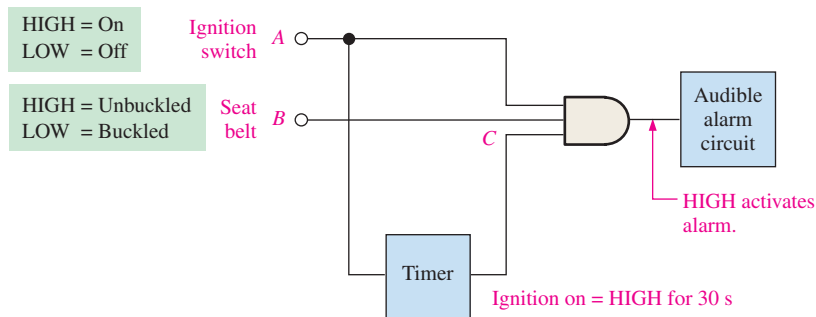 HIGH = On
LOW = Off
Ignition
switch
A
HIGH = Unbuckled
LOW = Buckled
Seat
belt
B
C
Audible
alarm
circuit
HIGH activates
alarm.
Timer
Ignition on = HIGH for 30 s